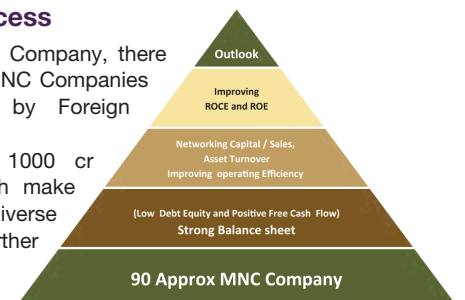 cess
Company, there
NC Companies
by Foreign
1000 cr
make
iverse
rther
Outlook
Improving
ROCE and ROE
Networking Capital / Sales,
Asset Turnover
Improving operating Efficiency
(Low Debt Equity and Positive Free Cash Flow)
Strong Balance sheet
90 Approx MNC Company